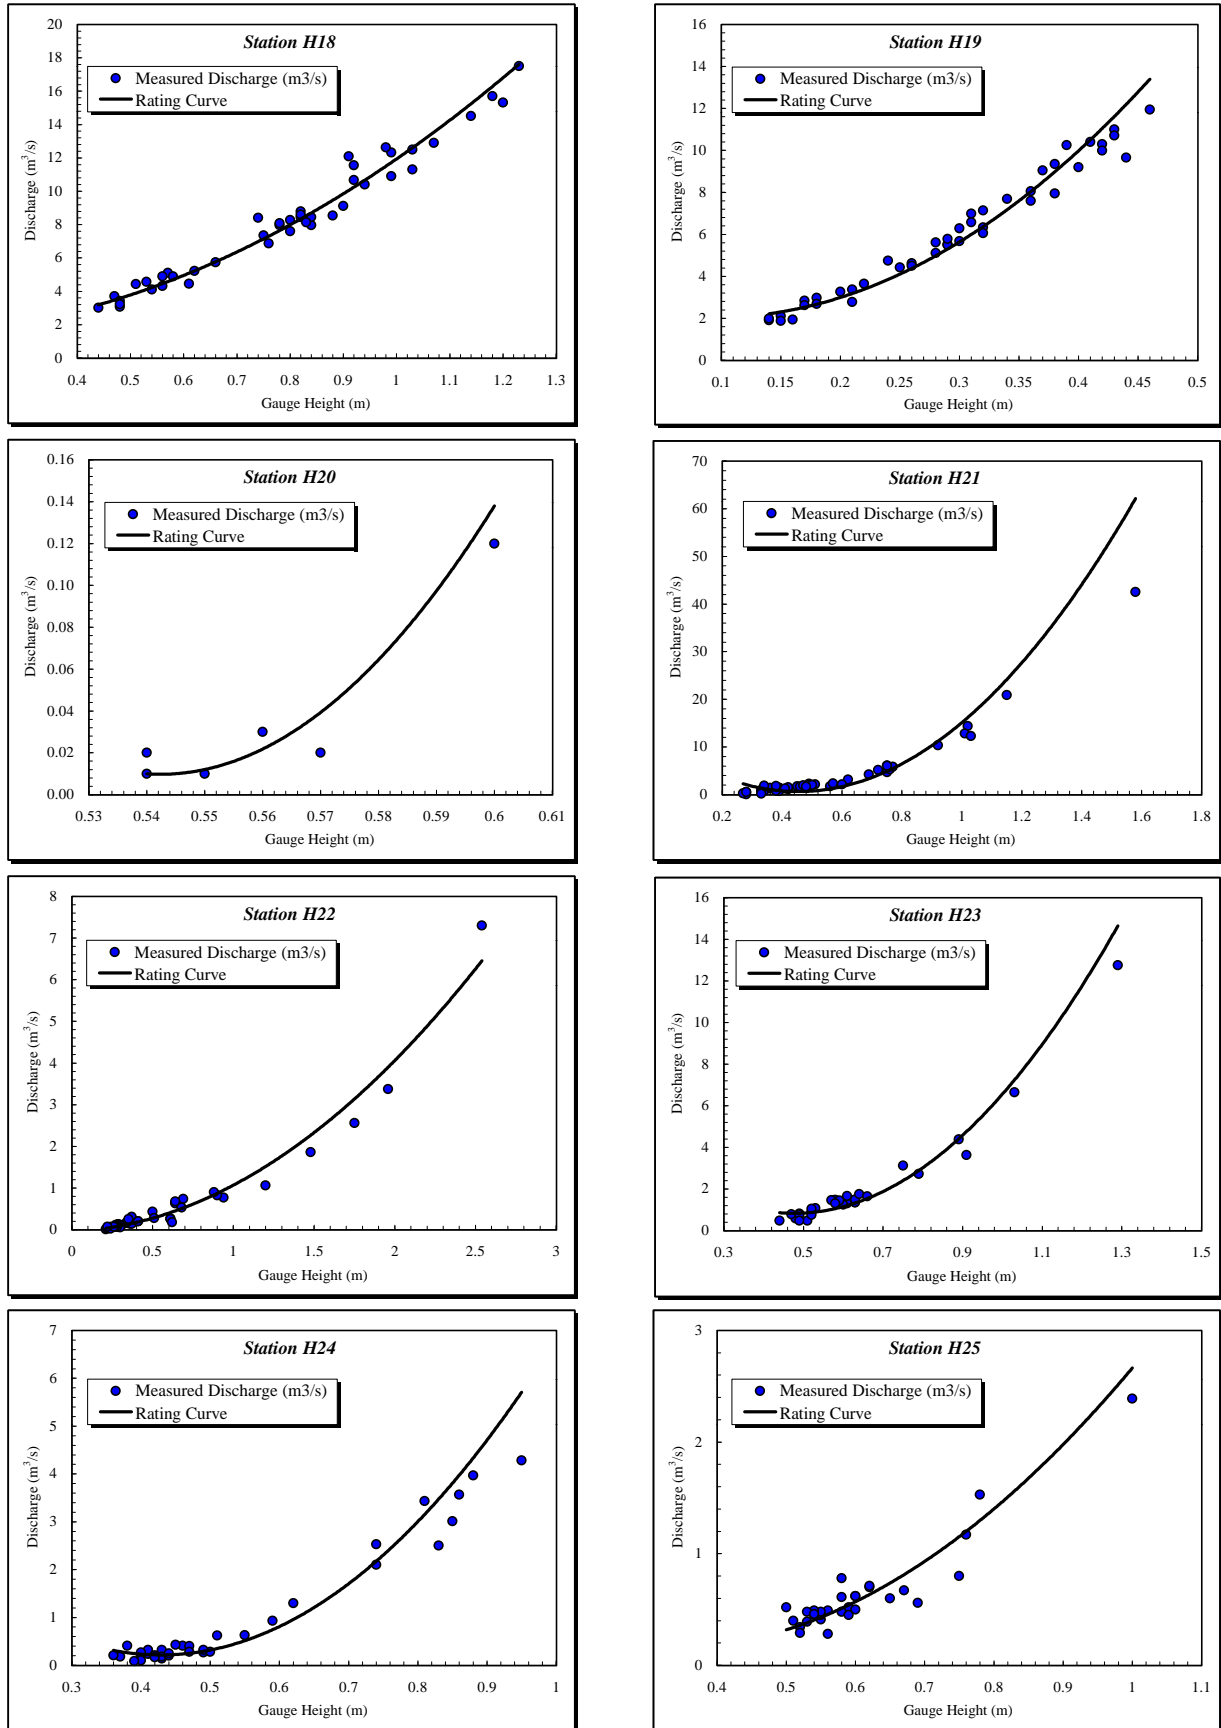 Station H18
Measured Discharge (m3/s)
Rating Curve
Discharge (m³/s)
20
18
16
14
12
10
8
6
4
2
0
0.4 0.5 0.6 0.7 0.8 0.9 1 1.1 1.2 1.3
Gauge Height (m)
Station H19
Measured Discharge (m3/s)
Rating Curve
Discharge (m³/s)
16
14
12
10
8
6
4
2
0
0.1 0.15 0.2 0.25 0.3 0.35 0.4 0.45 0.5
Gauge Height (m)
Station H20
Measured Discharge (m3/s)
Rating Curve
Discharge (m³/s)
0.16
0.14
0.12
0.10
0.08
0.06
0.04
0.02
0.00
0.53 0.54 0.55 0.56 0.57 0.58 0.59 0.6 0.61
Gauge Height (m)
Station H21
Measured Discharge (m3/s)
Rating Curve
Discharge (m³/s)
70
60
50
40
30
20
10
0
0.2 0.4 0.6 0.8 1 1.2 1.4 1.6 1.8
Gauge Height (m)
Station H22
Measured Discharge (m3/s)
Rating Curve
Discharge (m³/s)
8
7
6
5
4
3
2
1
0
0 0.5 1 1.5 2 2.5 3
Gauge Height (m)
Station H23
Measured Discharge (m3/s)
Rating Curve
Discharge (m³/s)
16
14
12
10
8
6
4
2
0
0.3 0.5 0.7 0.9 1.1 1.3 1.5
Gauge Height (m)
Station H24
Measured Discharge (m3/s)
Rating Curve
Discharge (m³/s)
7
6
5
4
3
2
1
0
0.3 0.4 0.5 0.6 0.7 0.8 0.9 1
Gauge Height (m)
Station H25
Measured Discharge (m3/s)
Rating Curve
Discharge (m³/s)
3
2
1
0
0.4 0.5 0.6 0.7 0.8 0.9 1 1.1
Gauge Height (m)